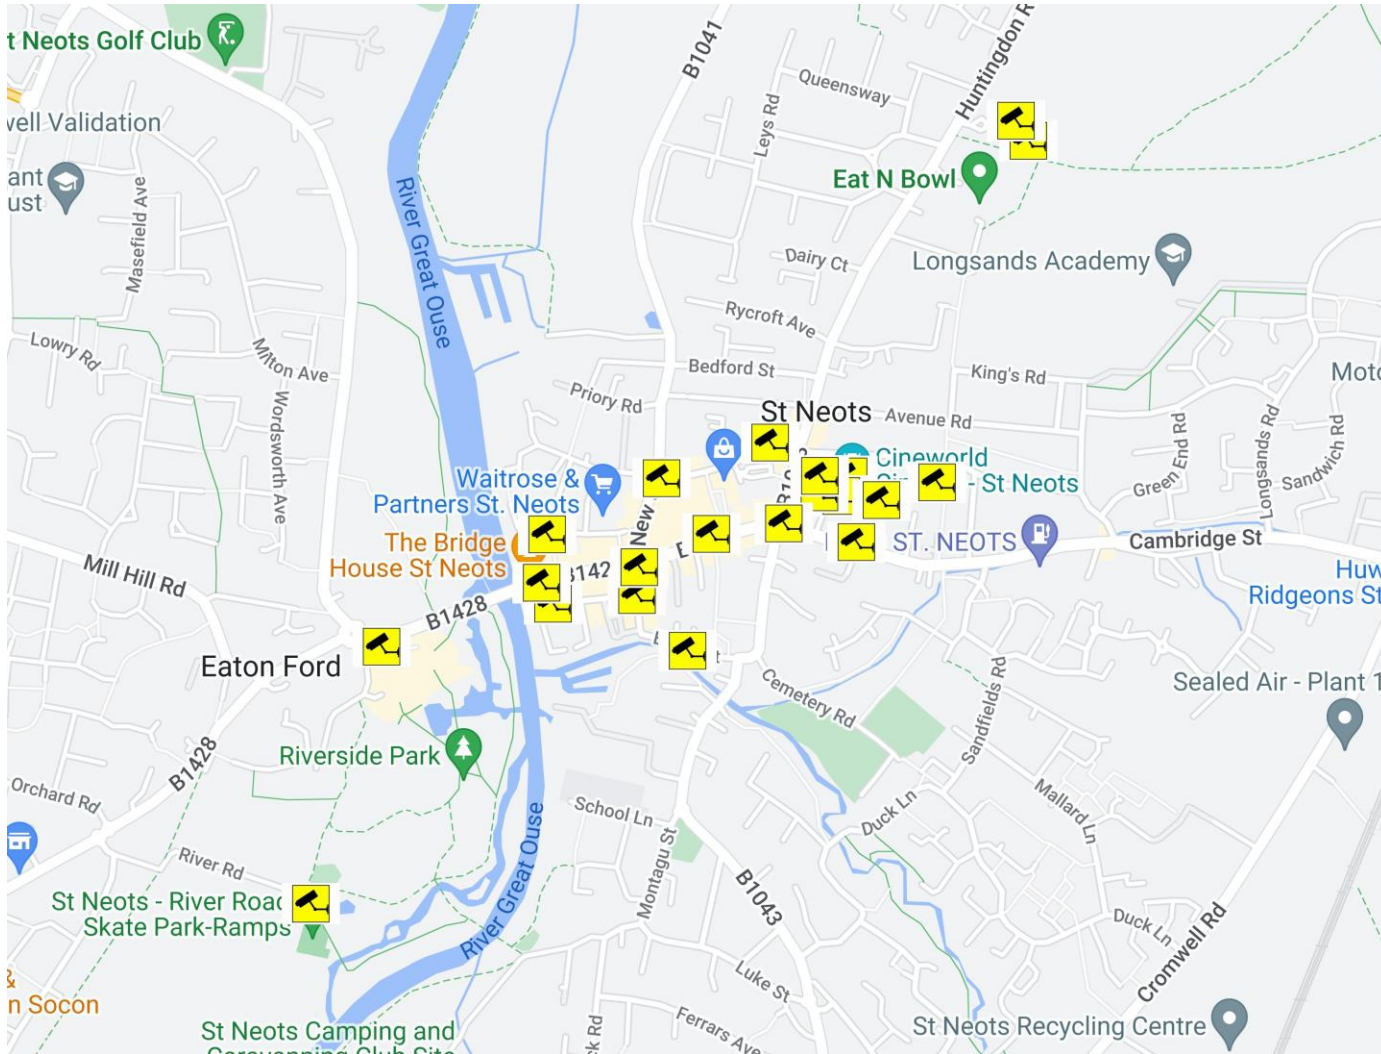 t Neots Golf Club
B1041
Huntingdon R
Queensway
Leys Rd
well Validation
ant
ust
Masefield Ave
River Great Ouse
Eat N Bowl
Dairy Ct
Longsands Academy
Rycroft Ave
Lowry Rd
Milton Ave
Bedford St
King's Rd
Moto
Priory Rd
St Neots
Avenue Rd
Wordsworth Ave
Green End Rd
Longsands Rd
Sandwich Rd
Waitrose &
Partners St. Neots
Cineworld
- St Neots
New
The Bridge
House St Neots
ST. NEOTS
Cambridge St
Mill Hill Rd
B1428
Huw
Ridgeons St
Eaton Ford
Cemetery Rd
Sandfields Rd
Sealed Air - Plant 1
Riverside Park
B1428
Orchard Rd
School Ln
Duck Ln
Mallard Ln
River Rd
Montagu St
B1043
St Neots - River Road
Skate Park-Ramps
River Great Ouse
Duck Ln
Cromwell Rd
Luke St
&
n Socon
St Neots Camping and
Caravanning Club Site
ck Rd
Ferrars Ave
St Neots Recycling Centre